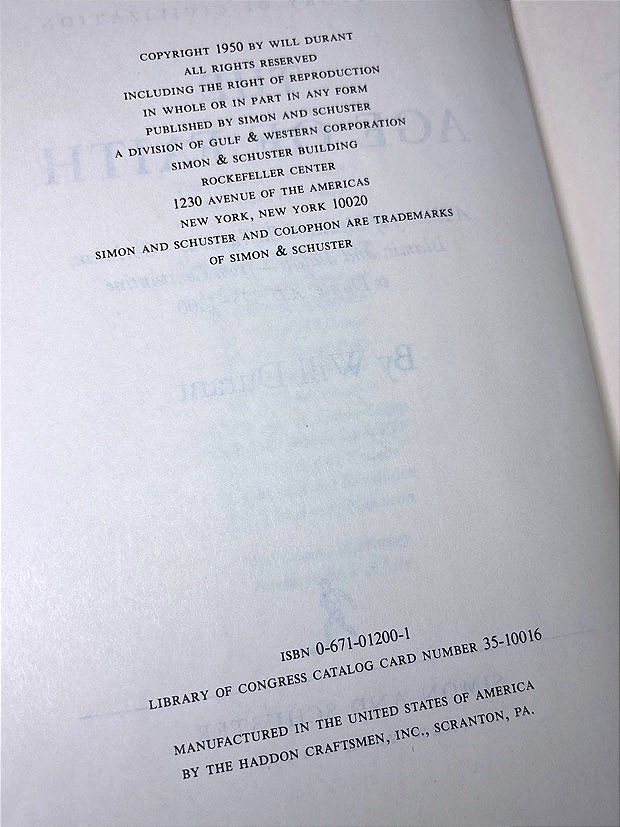 COPYRIGHT 1950 BY WILL DURANT
ALL RIGHTS RESERVED
INCLUDING THE RIGHT OF REPRODUCTION
IN WHOLE OR IN PART IN ANY FORM
PUBLISHED BY SIMON AND SCHUSTER
A DIVISION OF GULF & WESTERN CORPORATION
SIMON & SCHUSTER BUILDING
ROCKEFELLER CENTER
1230 AVENUE OF THE AMERICAS
NEW YORK, NEW YORK 10020
SIMON AND SCHUSTER AND COLOPHON ARE TRADEMARKS
OF SIMON & SCHUSTER
By Will Durant
ISBN 0-671-01200-1
LIBRARY OF CONGRESS CATALOG CARD NUMBER 35-10016
MANUFACTURED IN THE UNITED STATES OF AMERICA
BY THE HADDON CRAFTSMEN, INC., SCRANTON, PA.